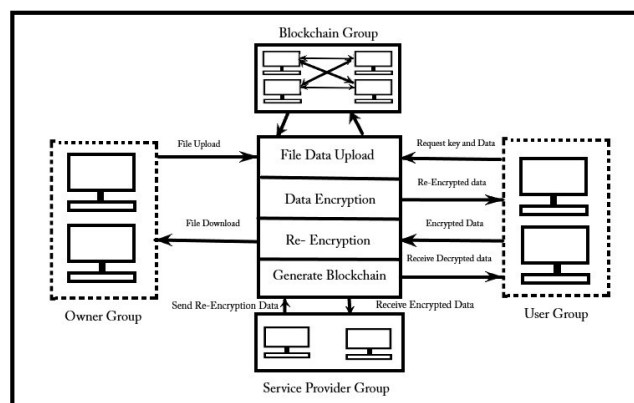 Blockchain Group
File Upload
File Data Upload
Request key and Data
Data Encryption
Re-Encrypted data
File Download
Re- Encryption
Encrypted Data
Generate Blockchain
Receive Decrypted data
Send Re-Encryption Data
Receive Encrypted Data
Owner Group
User Group
Service Provider Group